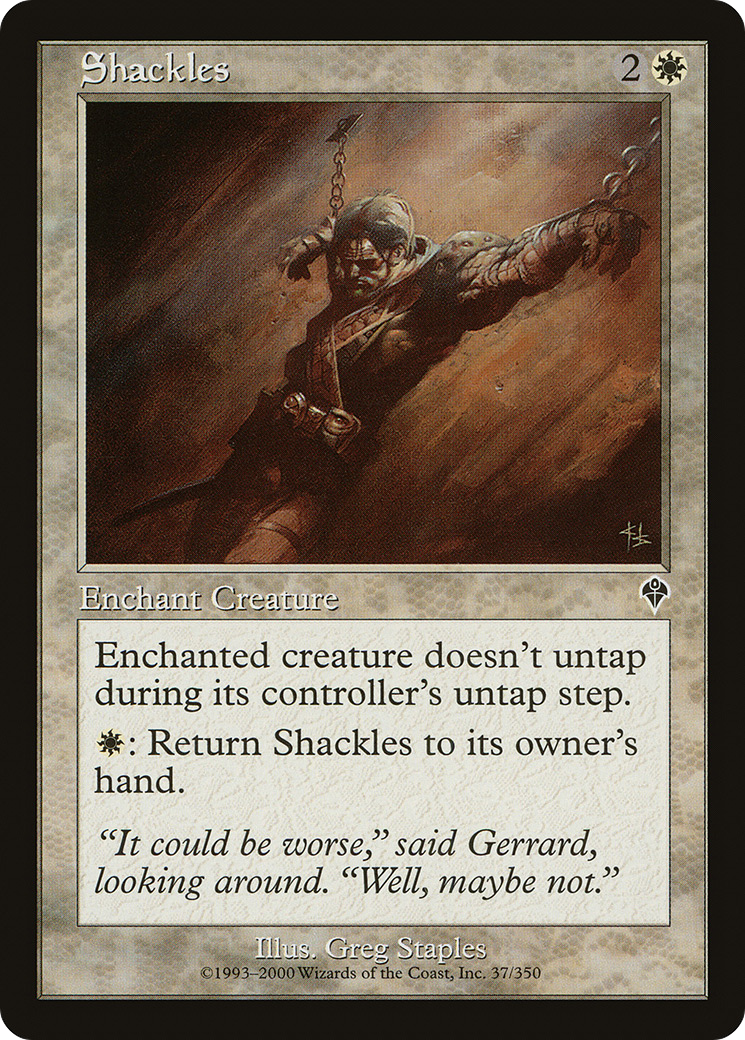 Shackles 2
Enchant Creature
Enchanted creature doesn't untap
during its controller's untap step.
: Return Shackles to its owner's
hand.
“It could be worse,” said Gerrard,
looking around. “Well, maybe not.”
Illus. Greg Staples
©1993–2000 Wizards of the Coast, Inc. 37/350